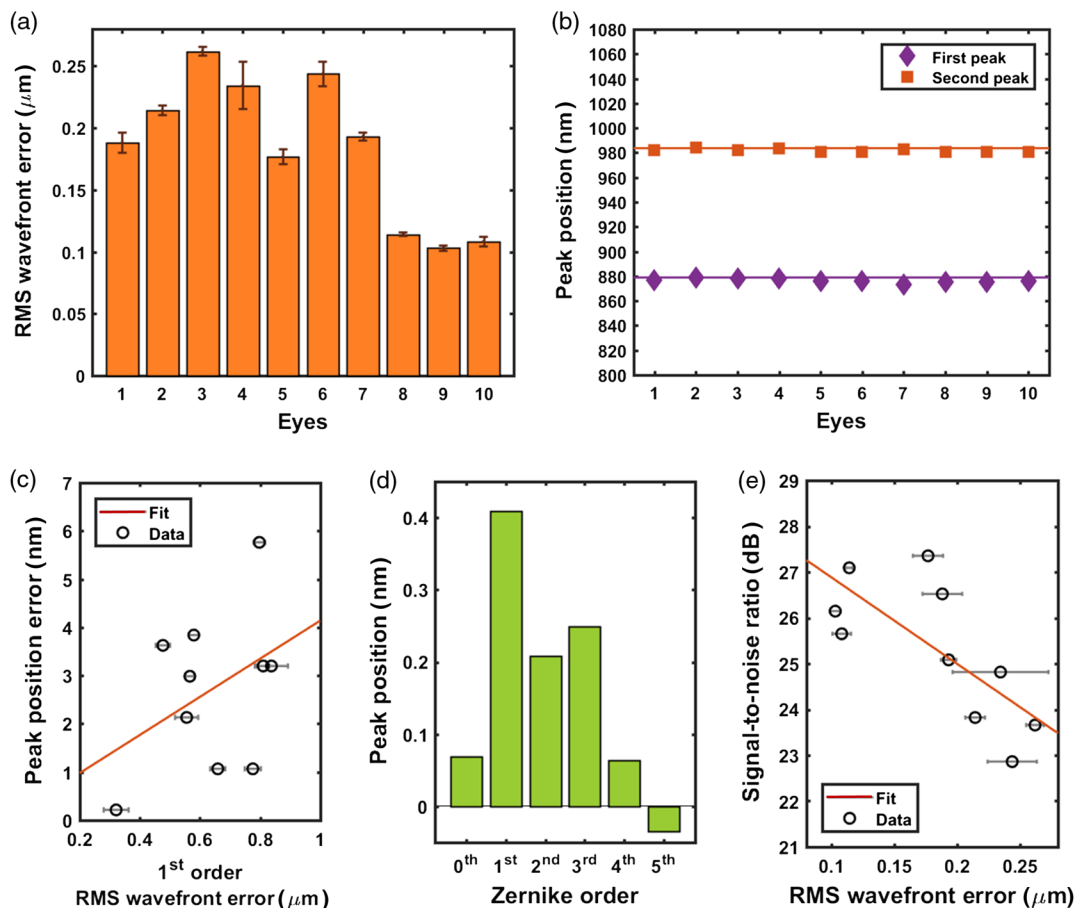 (a)
RMS wavefront error (μm)
0.25
0.2
0.15
0.1
0.05
0
1 2 3 4 5 6 7 8 9 10
Eyes
(b)
Peak position (nm)
1080
1060
1040
1020
1000
980
960
940
920
900
880
860
840
820
800
First peak
Second peak
1 2 3 4 5 6 7 8 9 10
Eyes
(c)
Peak position error (nm)
7
6
5
4
3
2
1
0
Fit
Data
0.2 0.4 0.6 0.8 1
1st order
RMS wavefront error (μm)
(d)
Peak position (nm)
0.4
0.3
0.2
0.1
0
0th 1st 2nd 3rd 4th 5th
Zernike order
(e)
Signal-to-noise ratio (dB)
29
28
27
26
25
24
23
22
21
Fit
Data
0.1 0.15 0.2 0.25
RMS wavefront error (μm)